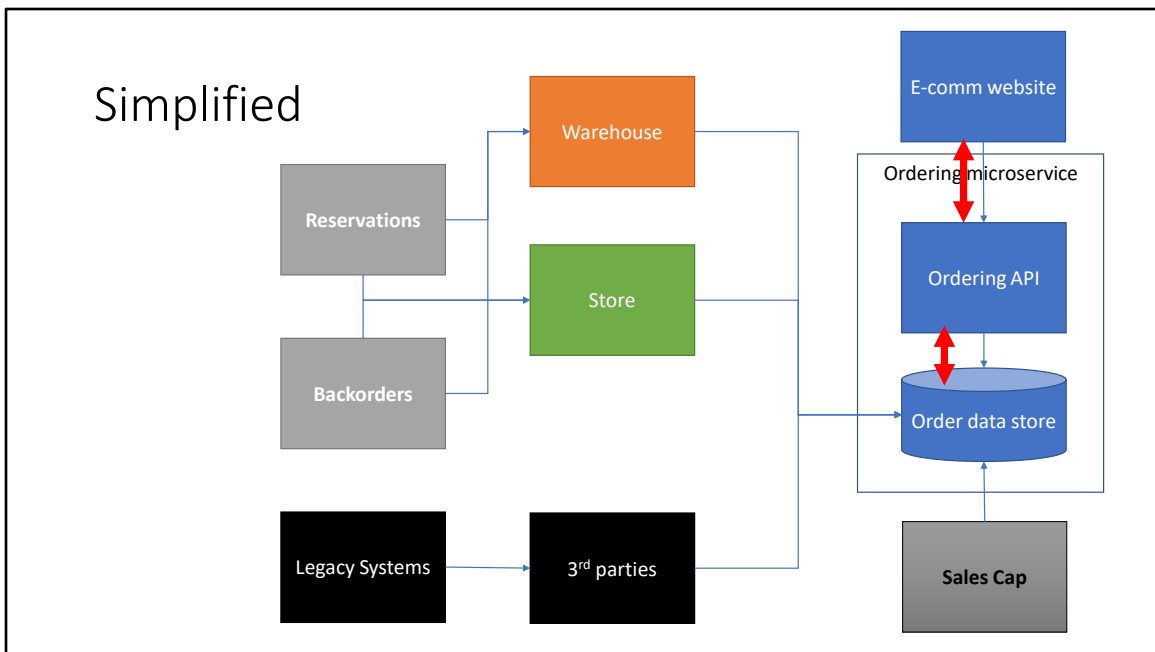 Simplified
E-comm website
Warehouse
Ordering microservice
Reservations
Store
Ordering API
Backorders
Order data store
Legacy Systems
3rd parties
Sales Cap